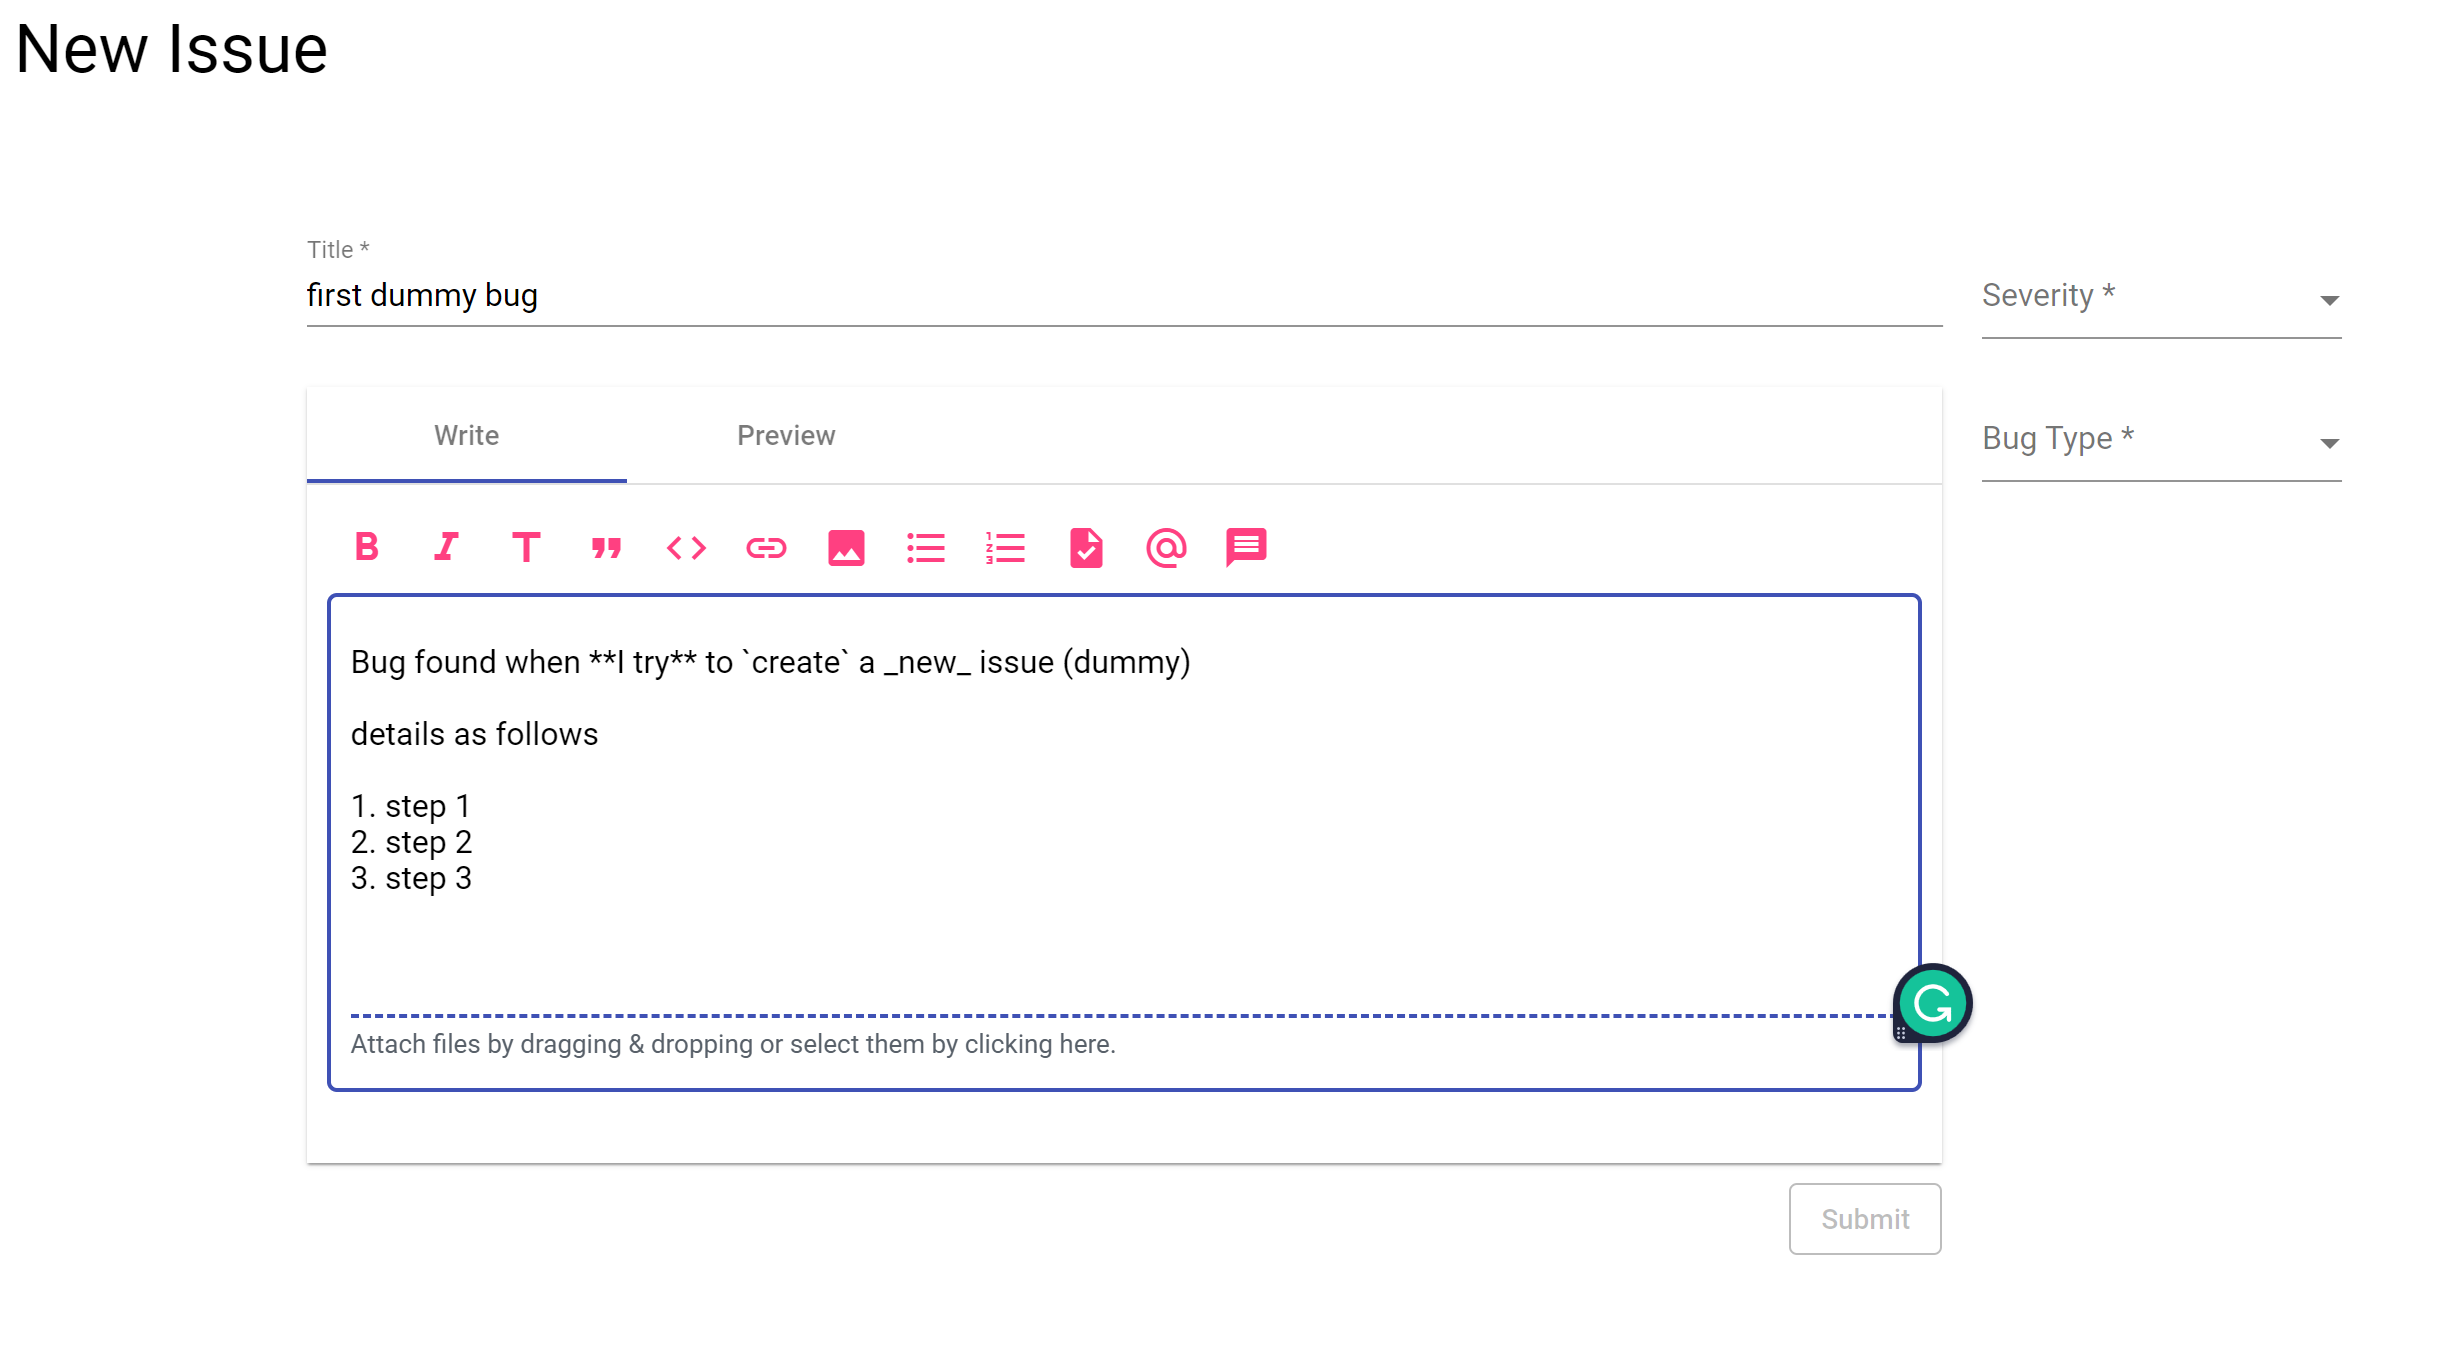 New Issue
Title *
first dummy bug
Severity *
Write
Preview
Bug Type *
Bug found when **I try** to `create` a _new_ issue (dummy)
details as follows
1. step 1
2. step 2
3. step 3
Attach files by dragging & dropping or select them by clicking here.
Submit